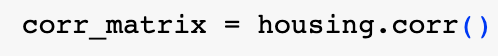 corr_matrix = housing.corr()